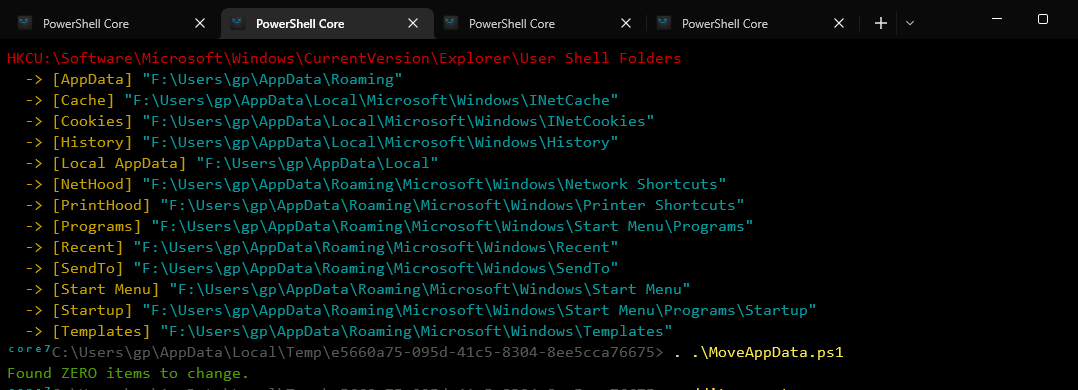 PowerShell Core PowerShell Core PowerShell Core PowerShell Core
HKCU:\Software\Microsoft\Windows\CurrentVersion\Explorer\User Shell Folders
-> [AppData] "F:\Users\gp\AppData\Roaming"
-> [Cache] "F:\Users\gp\AppData\Local\Microsoft\Windows\INetCache"
-> [Cookies] "F:\Users\gp\AppData\Local\Microsoft\Windows\INetCookies"
-> [History] "F:\Users\gp\AppData\Local\Microsoft\Windows\History"
-> [Local AppData] "F:\Users\gp\AppData\Local"
-> [NetHood] "F:\Users\gp\AppData\Roaming\Microsoft\Windows\Network Shortcuts"
-> [PrintHood] "F:\Users\gp\AppData\Roaming\Microsoft\Windows\Printer Shortcuts"
-> [Programs] "F:\Users\gp\AppData\Roaming\Microsoft\Windows\Start Menu\Programs"
-> [Recent] "F:\Users\gp\AppData\Roaming\Microsoft\Windows\Recent"
-> [SendTo] "F:\Users\gp\AppData\Roaming\Microsoft\Windows\SendTo"
-> [Start Menu] "F:\Users\gp\AppData\Roaming\Microsoft\Windows\Start Menu"
-> [Startup] "F:\Users\gp\AppData\Roaming\Microsoft\Windows\Start Menu\Programs\Startup"
-> [Templates] "F:\Users\gp\AppData\Roaming\Microsoft\Windows\Templates"
ᶜᵒʳᵉ⁷C:\Users\gp\AppData\Local\Temp\e5660a75-095d-41c5-8304-8ee5cca76675> . .\MoveAppData.ps1
Found ZERO items to change.